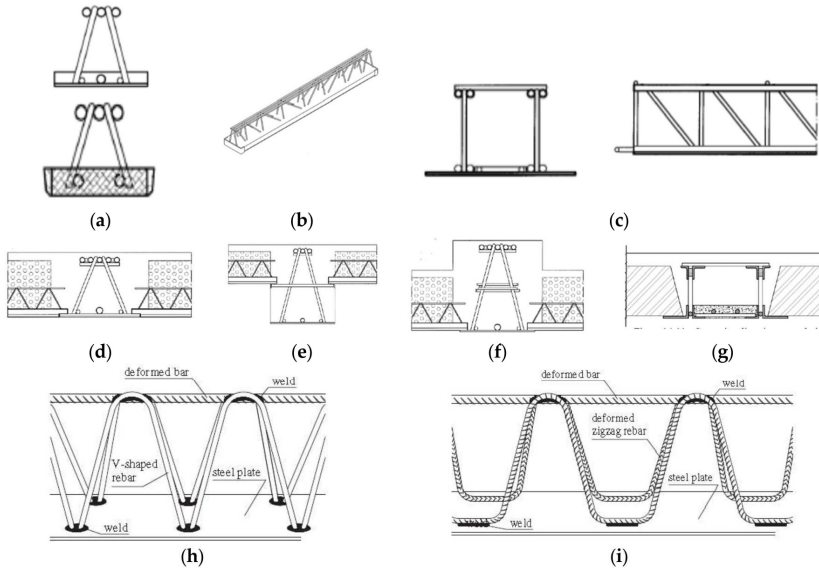 (a)
(b)
(c)
(d)
(e)
(f)
(g)
deformed bar
weld
V-shaped
rebar
steel plate
weld
(h)
deformed bar
weld
deformed
zigzag rebar
steel plate
weld
(i)